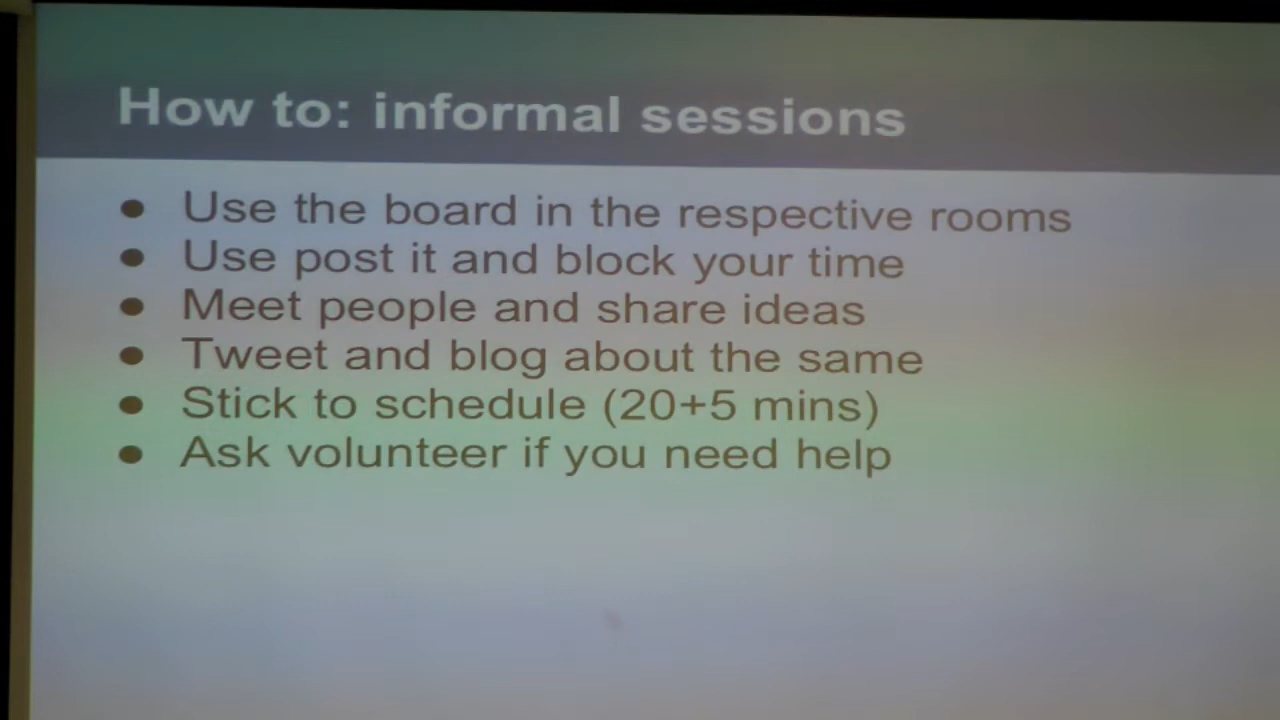 How to: informal sessions
● Use the board in the respective rooms
● Use post it and block your time
● Meet people and share ideas
● Tweet and blog about the same
● Stick to schedule (20+5 mins)
● Ask volunteer if you need help